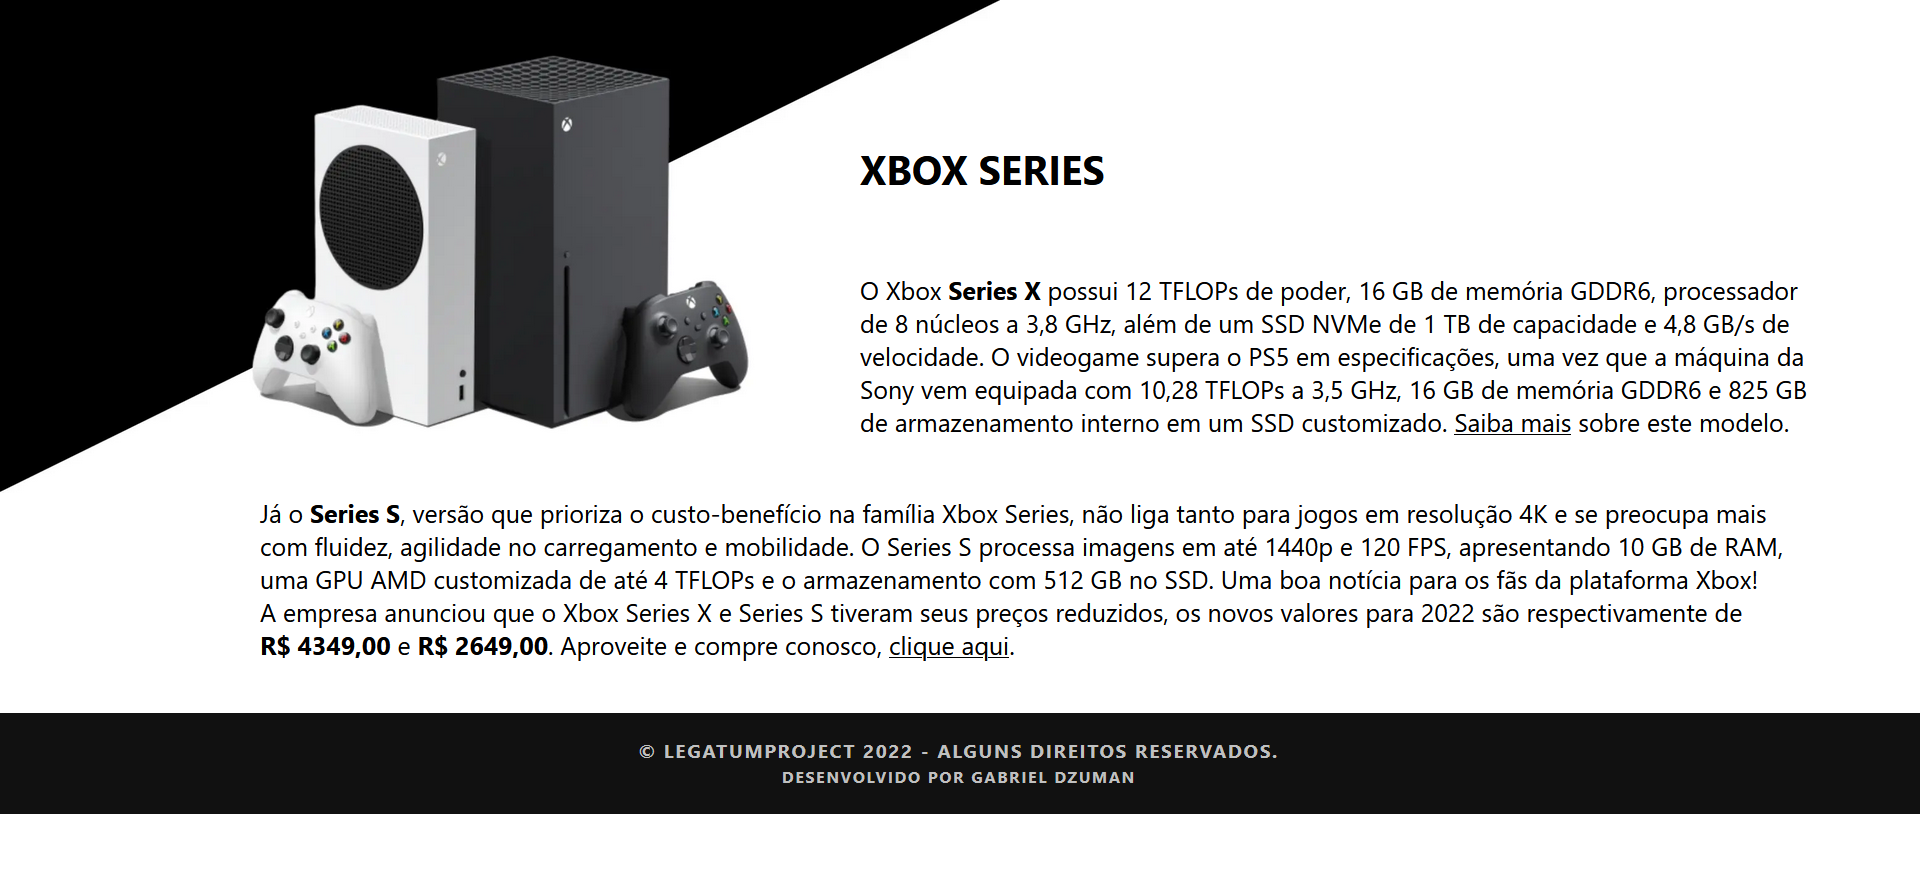 XBOX SERIES
O Xbox Series X possui 12 TFLOPs de poder, 16 GB de memória GDDR6, processador
de 8 núcleos a 3,8 GHz, além de um SSD NVMe de 1 TB de capacidade e 4,8 GB/s de
velocidade. O videogame supera o PS5 em especificações, uma vez que a máquina da
Sony vem equipada com 10,28 TFLOPs a 3,5 GHz, 16 GB de memória GDDR6 e 825 GB
de armazenamento interno em um SSD customizado. Saiba mais sobre este modelo.
Já o Series S, versão que prioriza o custo-benefício na família Xbox Series, não liga tanto para jogos em resolução 4K e se preocupa mais
com fluidez, agilidade no carregamento e mobilidade. O Series S processa imagens em até 1440p e 120 FPS, apresentando 10 GB de RAM,
uma GPU AMD customizada de até 4 TFLOPs e o armazenamento com 512 GB no SSD. Uma boa notícia para os fãs da plataforma Xbox!
A empresa anunciou que o Xbox Series X e Series S tiveram seus preços reduzidos, os novos valores para 2022 são respectivamente de
R$ 4349,00 e R$ 2649,00. Aproveite e compre conosco, clique aqui.
© LEGATUMPROJECT 2022 - ALGUNS DIREITOS RESERVADOS.
DESENVOLVIDO POR GABRIEL DZUMAN